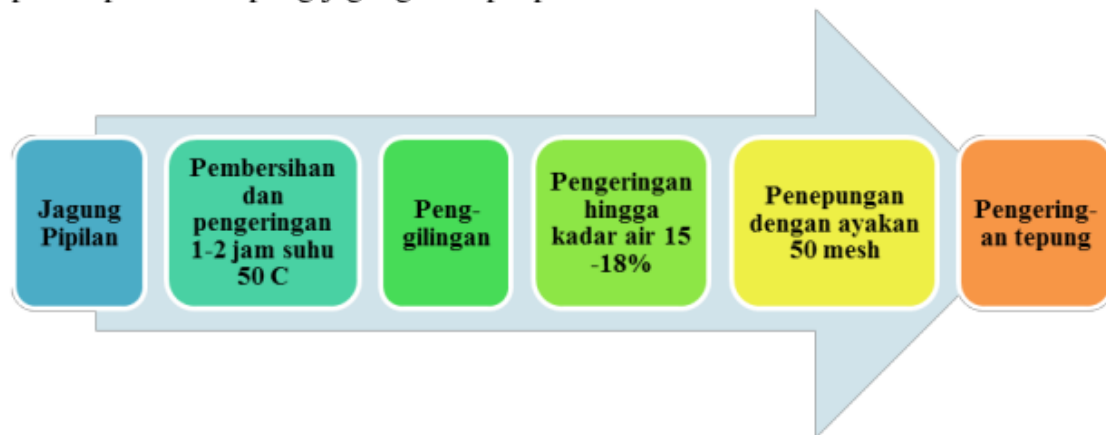 Jagung
Pipilan
Pembersihan
dan
pengeringan
1-2 jam suhu
50 C
Peng-
gilingan
Pengeringan
hingga
kadar air 15
-18%
Penepungan
dengan ayakan
50 mesh
Pengering-
an tepung